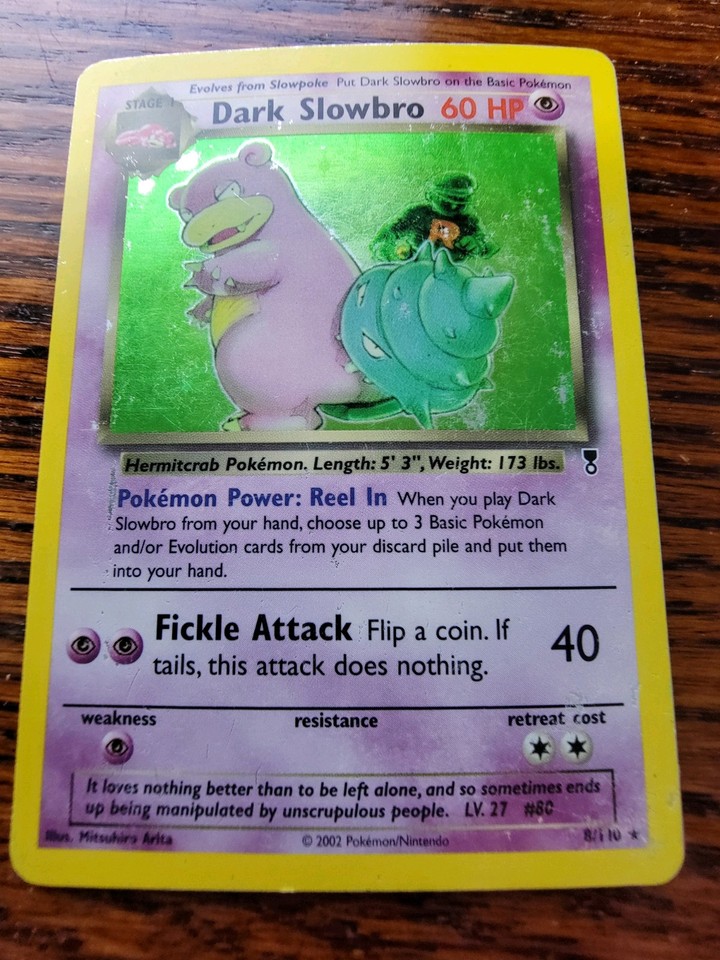 Evolves from Slowpoke Put Dark Slowbro on the Basic Pokémon
STAGE 1
Dark Slowbro 60 HP
R
Hermitcrab Pokémon. Length: 5' 3", Weight: 173 lbs.
Pokémon Power: Reel In When you play Dark
Slowbro from your hand, choose up to 3 Basic Pokémon
and/or Evolution cards from your discard pile and put them
into your hand.
Fickle Attack Flip a coin. If
tails, this attack does nothing.
40
weakness resistance retreat cost
It loves nothing better than to be left alone, and so sometimes ends
up being manipulated by unscrupulous people. LV. 27 #80
Illus. Mitsuhiro Arita © 2002 Pokémon/Nintendo 8/110